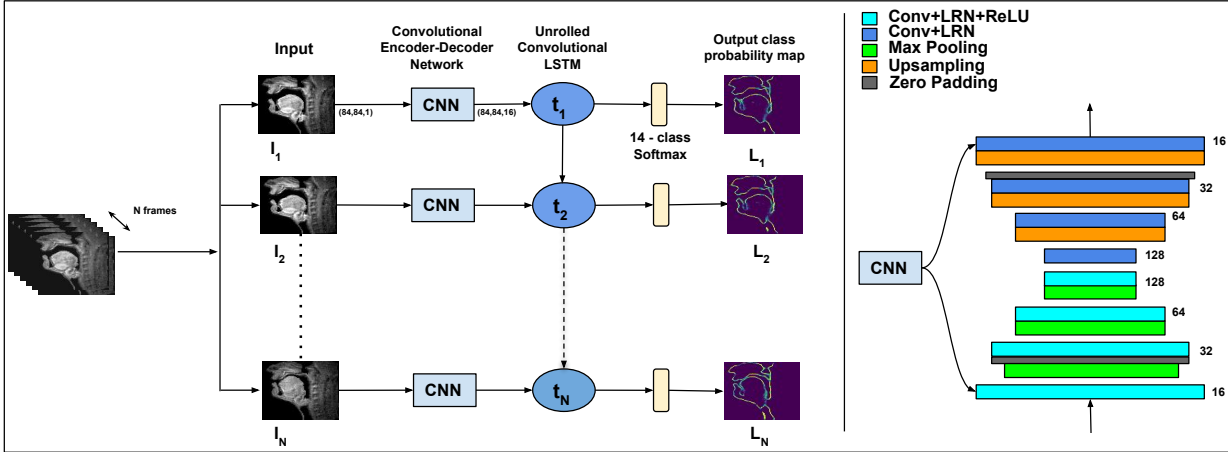 Input
Convolutional
Encoder-Decoder
Network
Unrolled
Convolutional
LSTM
Output class
probability map
N frames
(84,84,1)
CNN
(84,84,16)
t1
14 - class
Softmax
I1
L1
CNN
t2
I2
L2
CNN
tN
IN
LN
Conv+LRN+ReLU
Conv+LRN
Max Pooling
Upsampling
Zero Padding
CNN
16
32
64
128
128
64
32
16